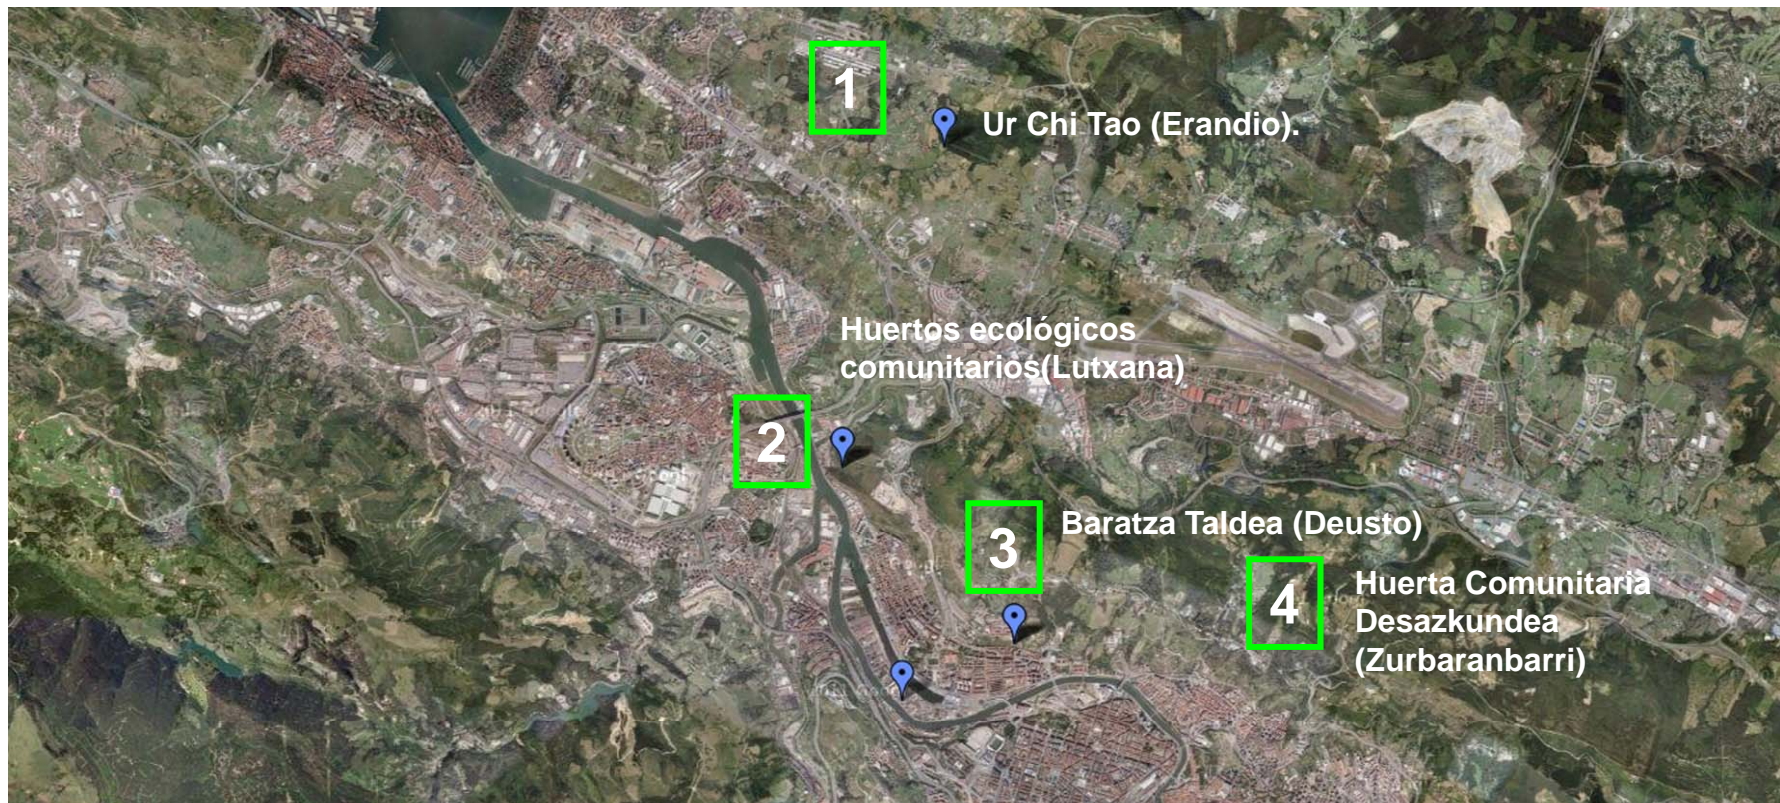 1
Ur Chi Tao (Erandio).
Huertos ecológicos
comunitarios(Lutxana)
2
3
Baratza Taldea (Deusto)
4
Huerta Comunitaria
Desazkundea
(Zurbaranbarri)